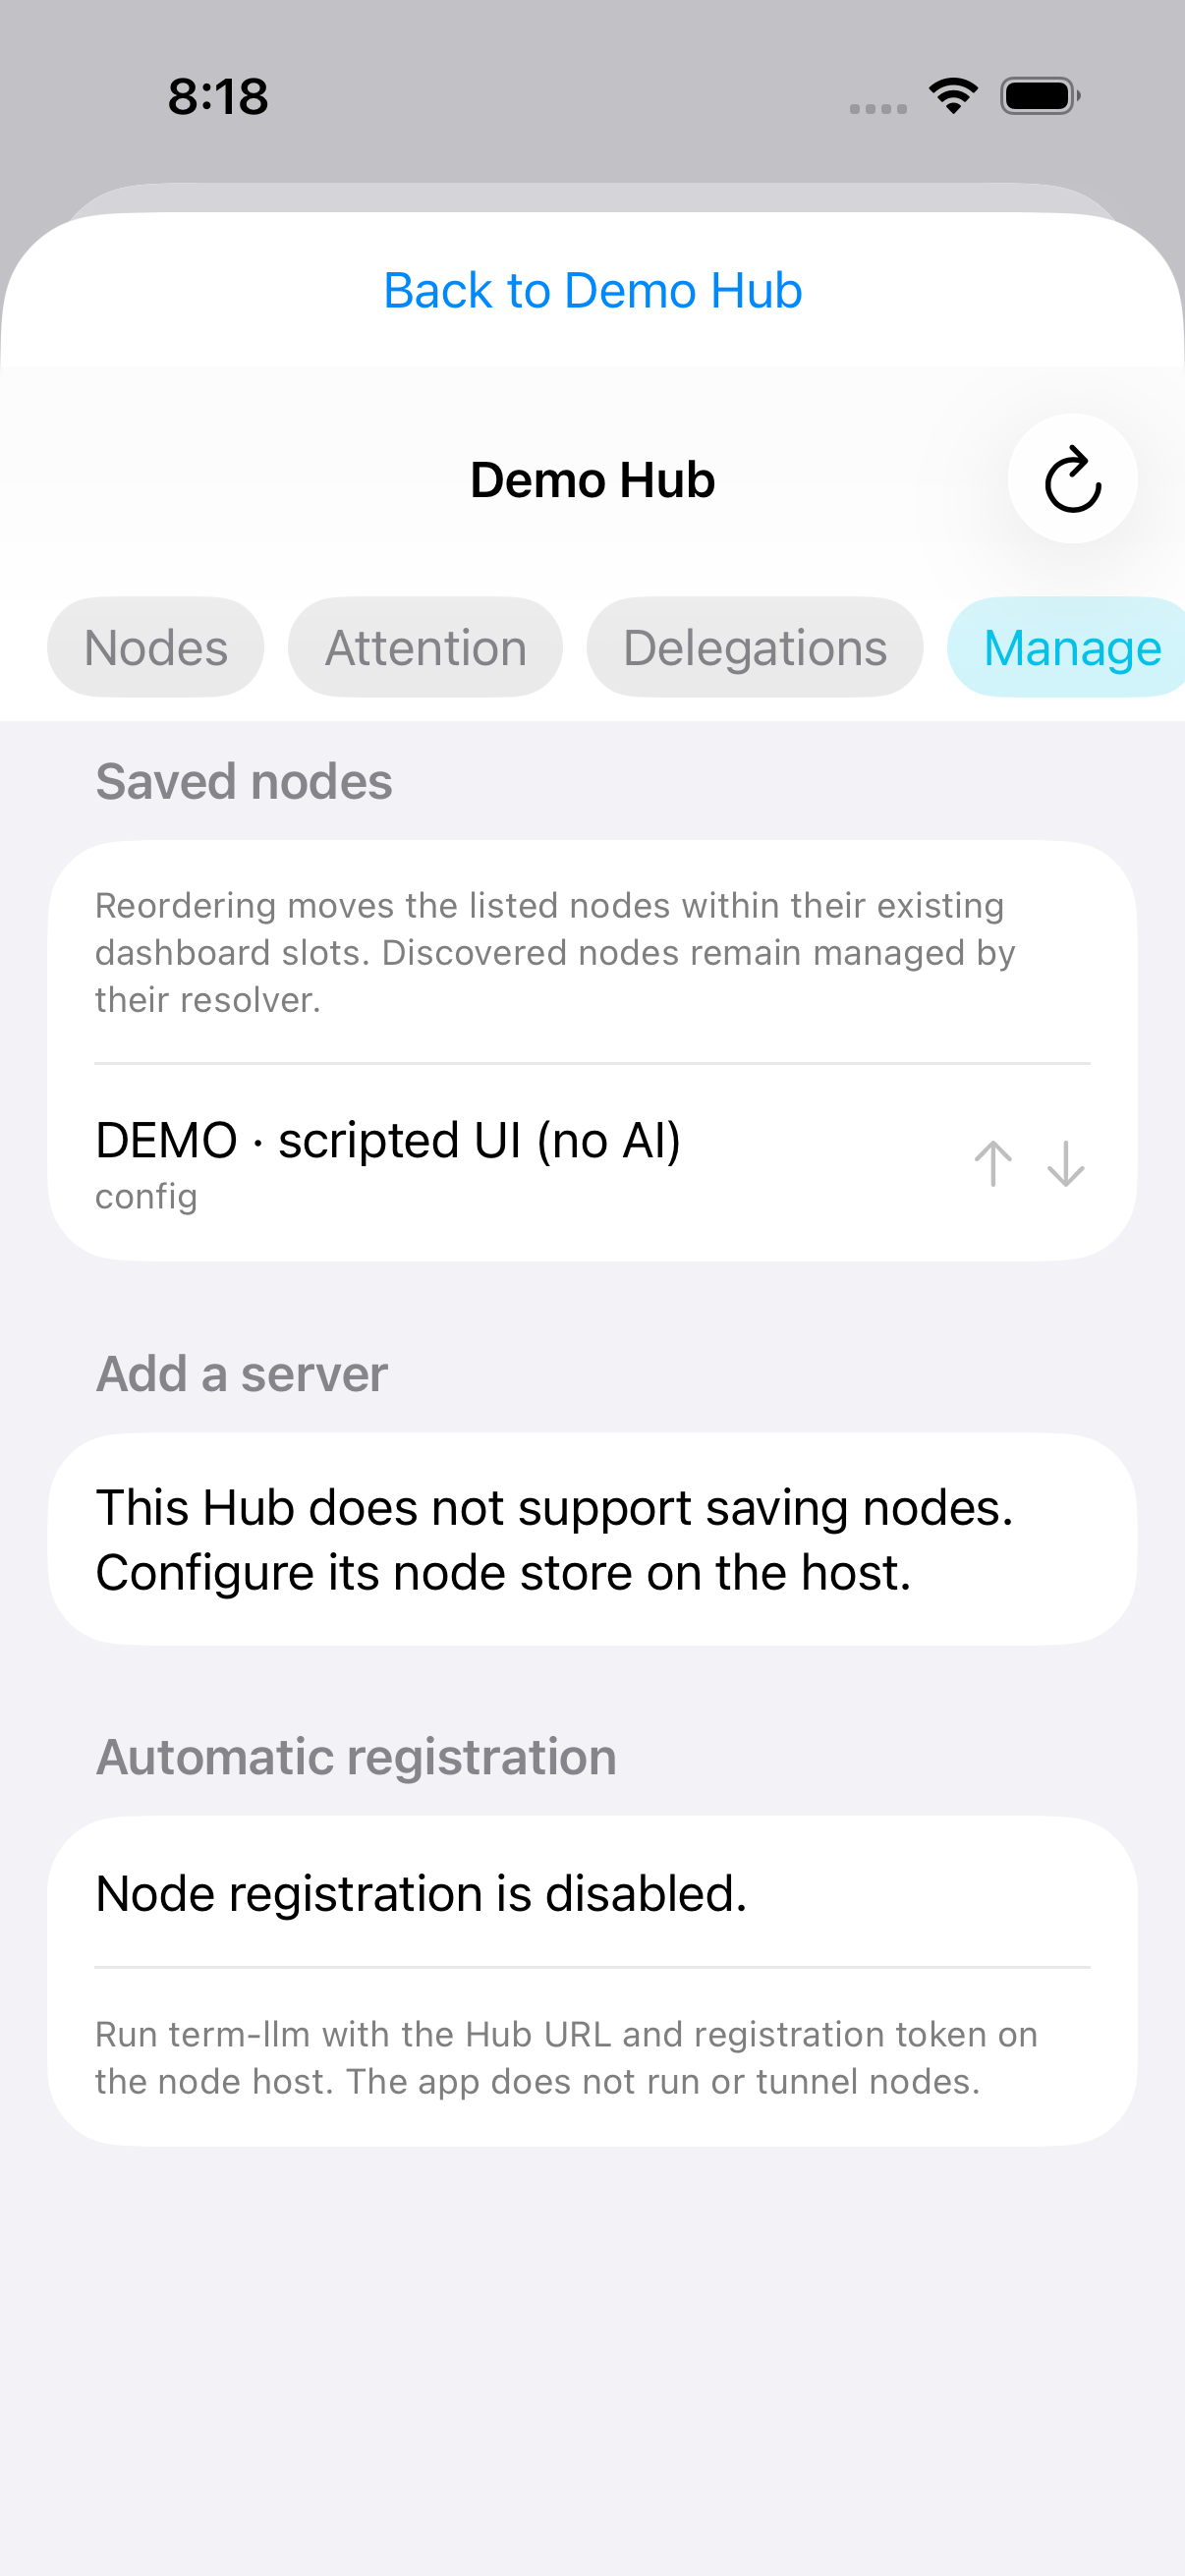 8:18
Back to Demo Hub
Demo Hub
Nodes
Attention
Delegations
Manage
Saved nodes
Reordering moves the listed nodes within their existing
dashboard slots. Discovered nodes remain managed by
their resolver.
DEMO · scripted UI (no AI)
config
Add a server
This Hub does not support saving nodes.
Configure its node store on the host.
Automatic registration
Node registration is disabled.
Run term-llm with the Hub URL and registration token on
the node host. The app does not run or tunnel nodes.